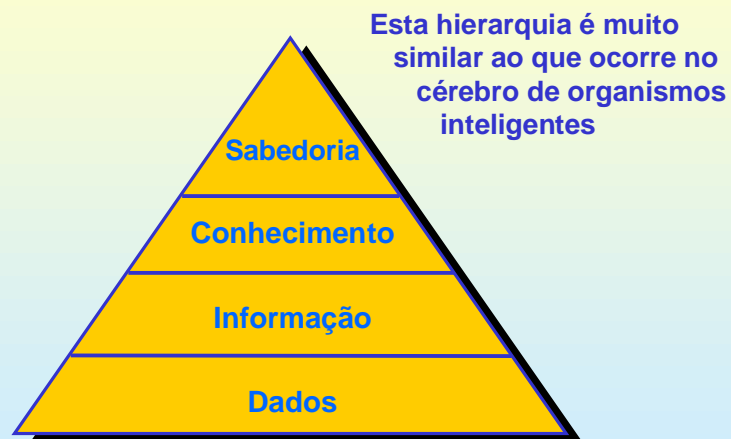 Esta hierarquia é muito
similar ao que ocorre no
cérebro de organismos
inteligentes
Sabedoria
Conhecimento
Informação
Dados